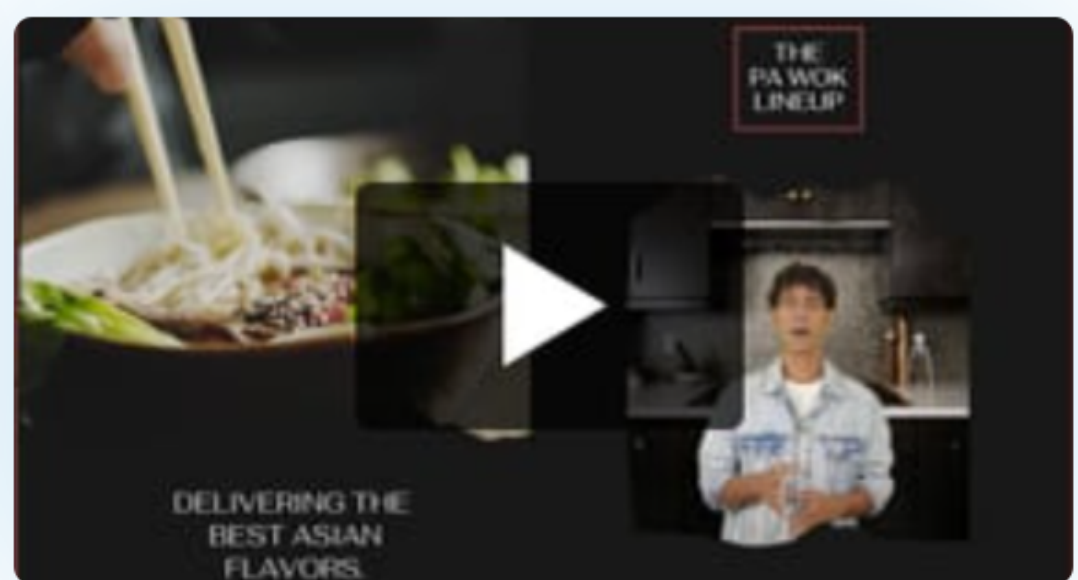 THE
PA WOK
LINEUP
DELIVERING THE
BEST ASIAN
FLAVORS.